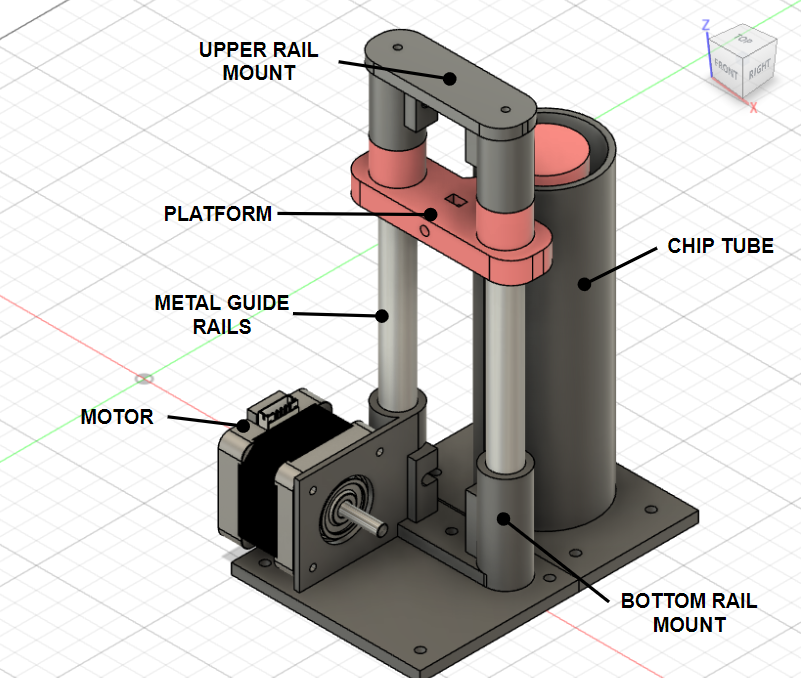 UPPER RAIL
MOUNT
Z
TOP
FRONT
RIGHT
X
PLATFORM
CHIP TUBE
METAL GUIDE
RAILS
MOTOR
BOTTOM RAIL
MOUNT